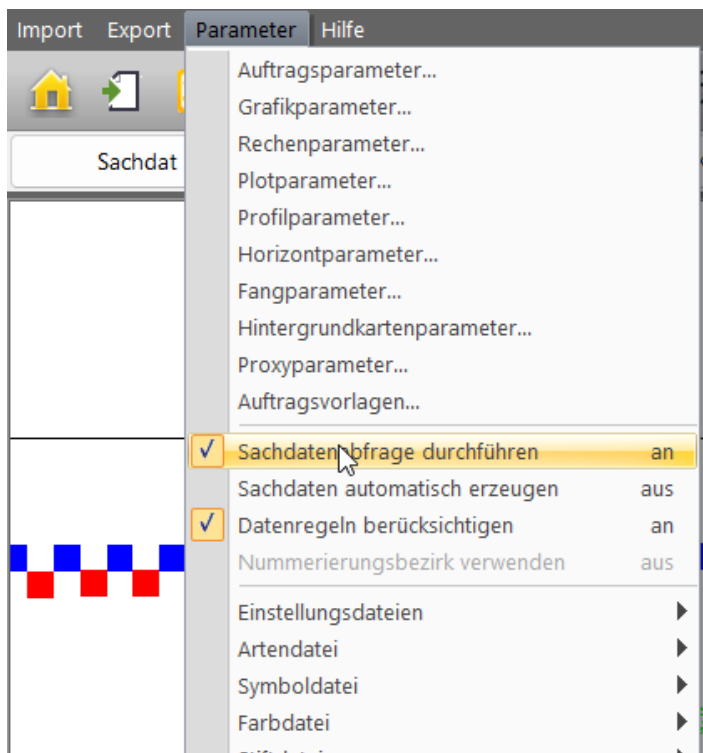 Import Export Parameter Hilfe
Auftragsparameter...
Grafikparameter...
Rechenparameter...
Sachdat
Plotparameter...
Profilparameter...
Horizontparameter...
Fangparameter...
Hintergrundkartenparameter...
Proxyparameter...
Auftragsvorlagen...
Sachdatenabfrage durchführen an
Sachdaten automatisch erzeugen aus
Datenregeln berücksichtigen an
Nummerierungsbezirk verwenden aus
Einstellungsdateien
Artendatei
Symboldatei
Farbdatei